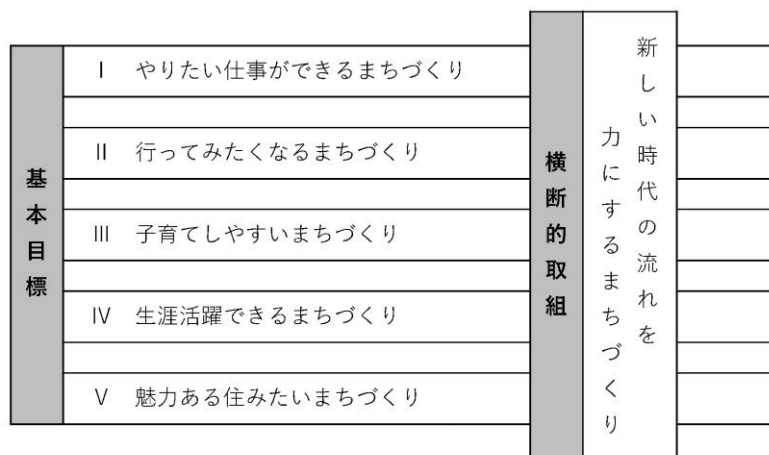 基本目標
I やりたい仕事ができるまちづくり
II 行ってみたくなるまちづくり
III 子育てしやすいまちづくり
IV 生涯活躍できるまちづくり
V 魅力ある住みたいまちづくり
横断的取組
新しい時代の流れを
力にするまちづくり